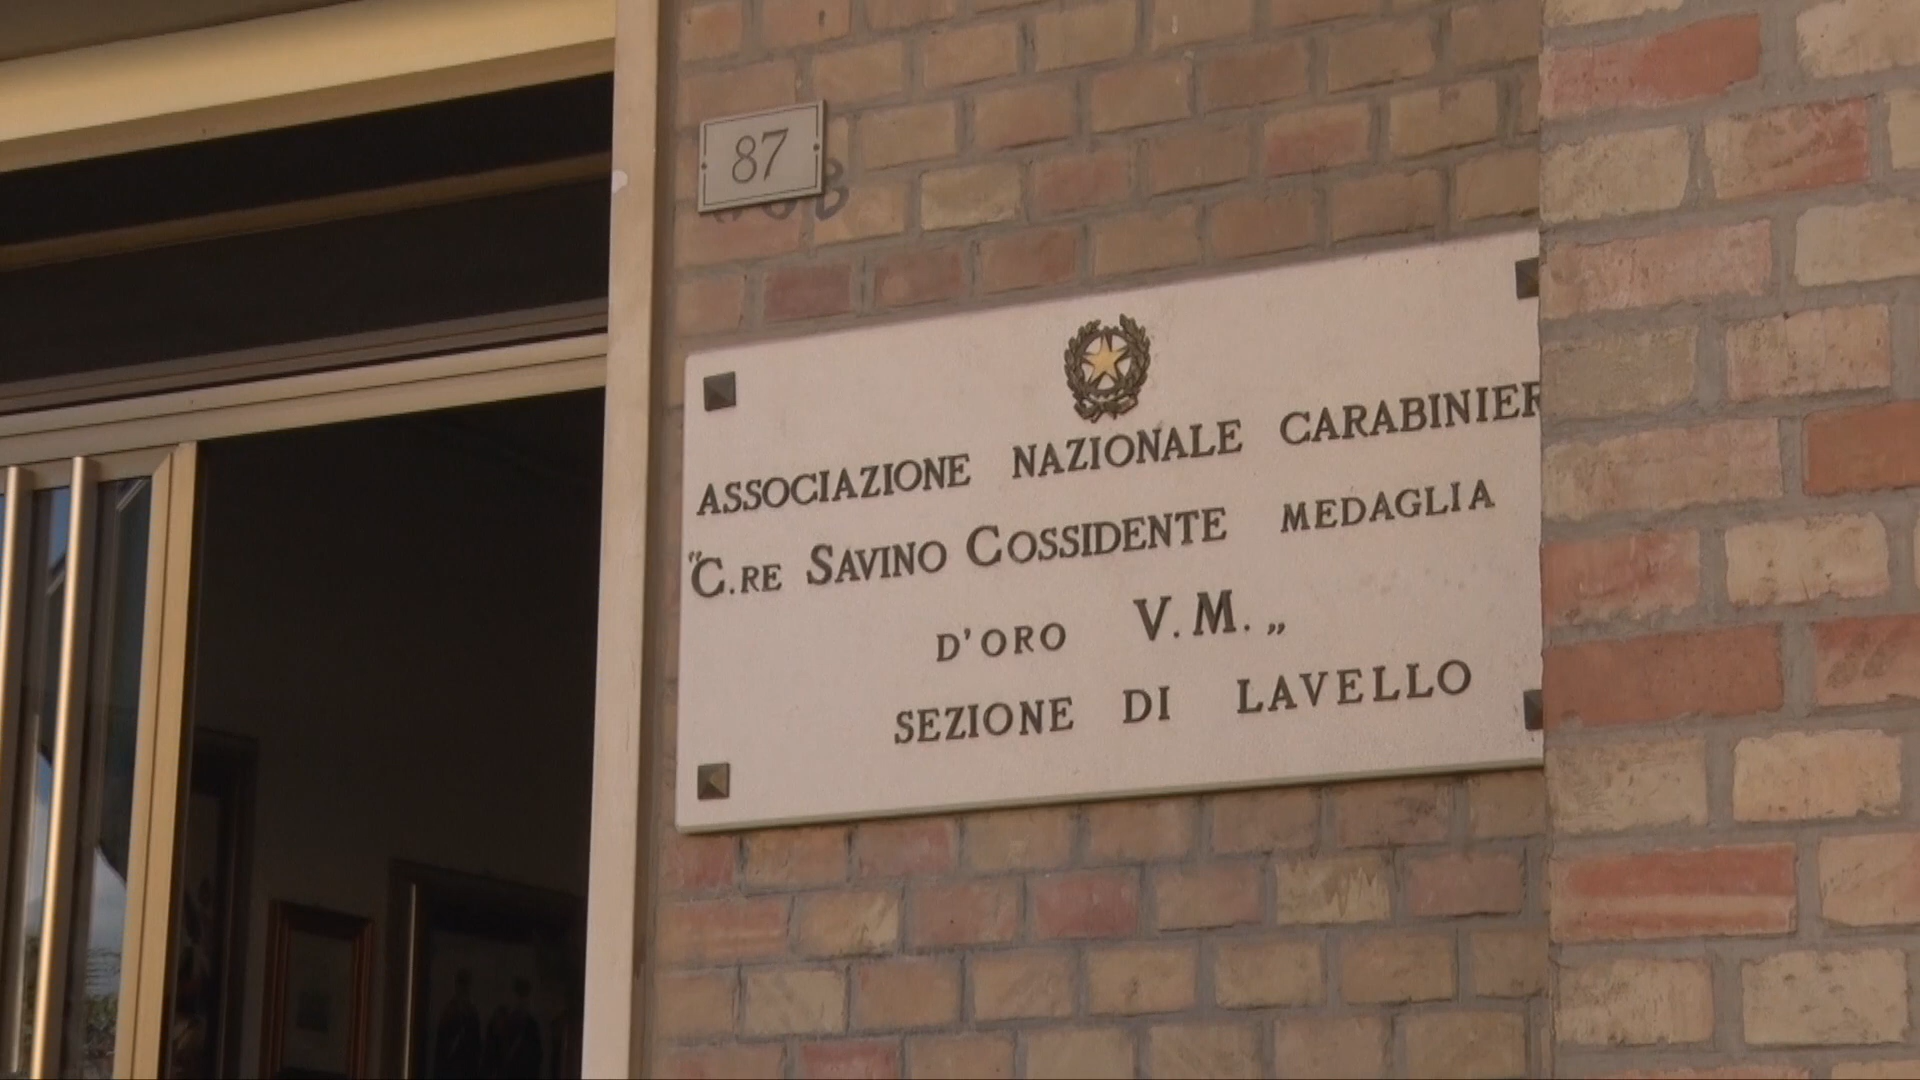 87
ASSOCIAZIONE NAZIONALE CARABINIER
"C.RE SAVINO COSSIDENTE MEDAGLIA
D'ORO V.M.„
SEZIONE DI LAVELLO